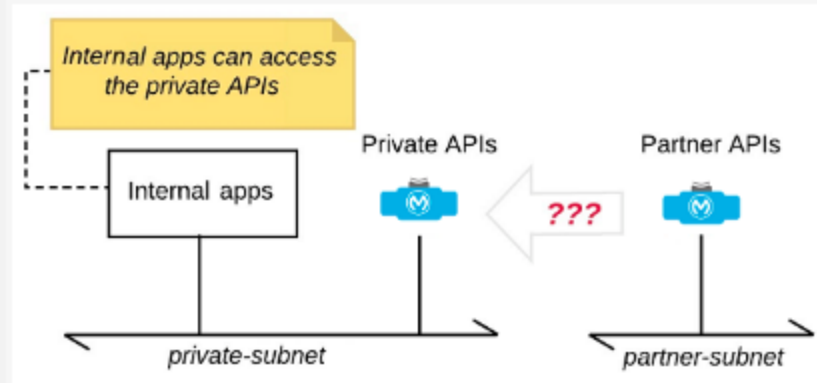 Internal apps can access
the private APIs
Private APIs
Partner APIs
Internal apps
???
private-subnet
partner-subnet